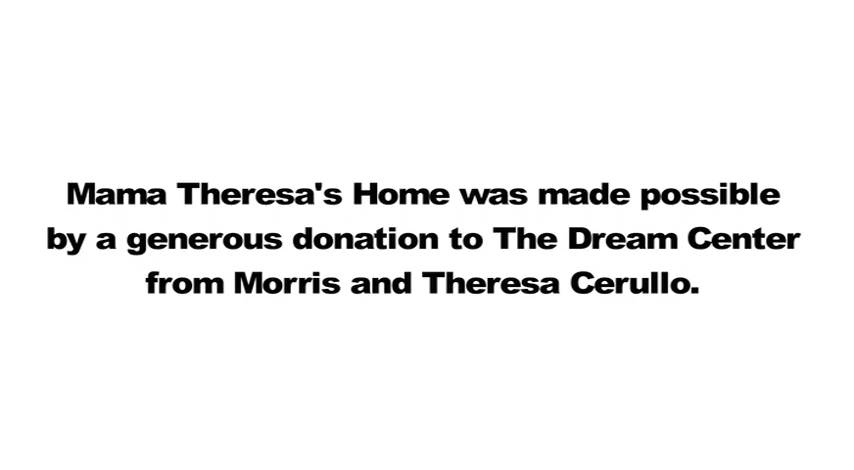 Mama Theresa's Home was made possible
by a generous donation to The Dream Center
from Morris and Theresa Cerullo.